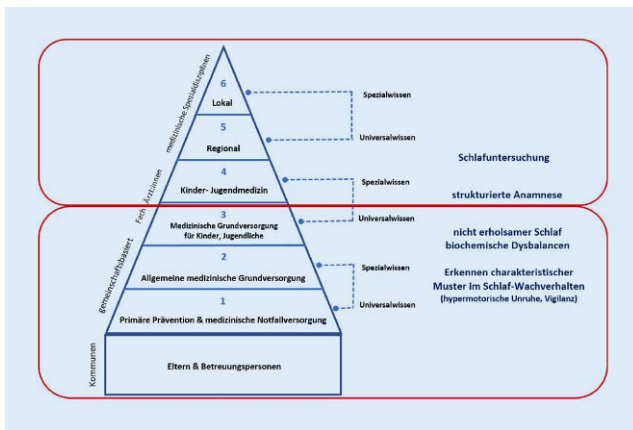 medizinische Spezialdisziplinen
Fach Ärzt:innen
gemeinschaftsbasiert
Kommunen
6
Lokal
5
Regional
4
Kinder- Jugendmedizin
3
Medizinische Grundversorgung
für Kinder, Jugendliche
2
Allgemeine medizinische Grundversorgung
1
Primäre Prävention & medizinische Notfallversorgung
Eltern & Betreuungspersonen
Spezialwissen
Universalwissen
Spezialwissen
Universalwissen
Spezialwissen
Universalwissen
Schlafuntersuchung
strukturierte Anamnese
nicht erholsamer Schlaf
biochemische Dysbalancen
Erkennen charakteristischer
Muster im Schlaf-Wachverhalten
(hypermotorische Unruhe, Vigilanz)